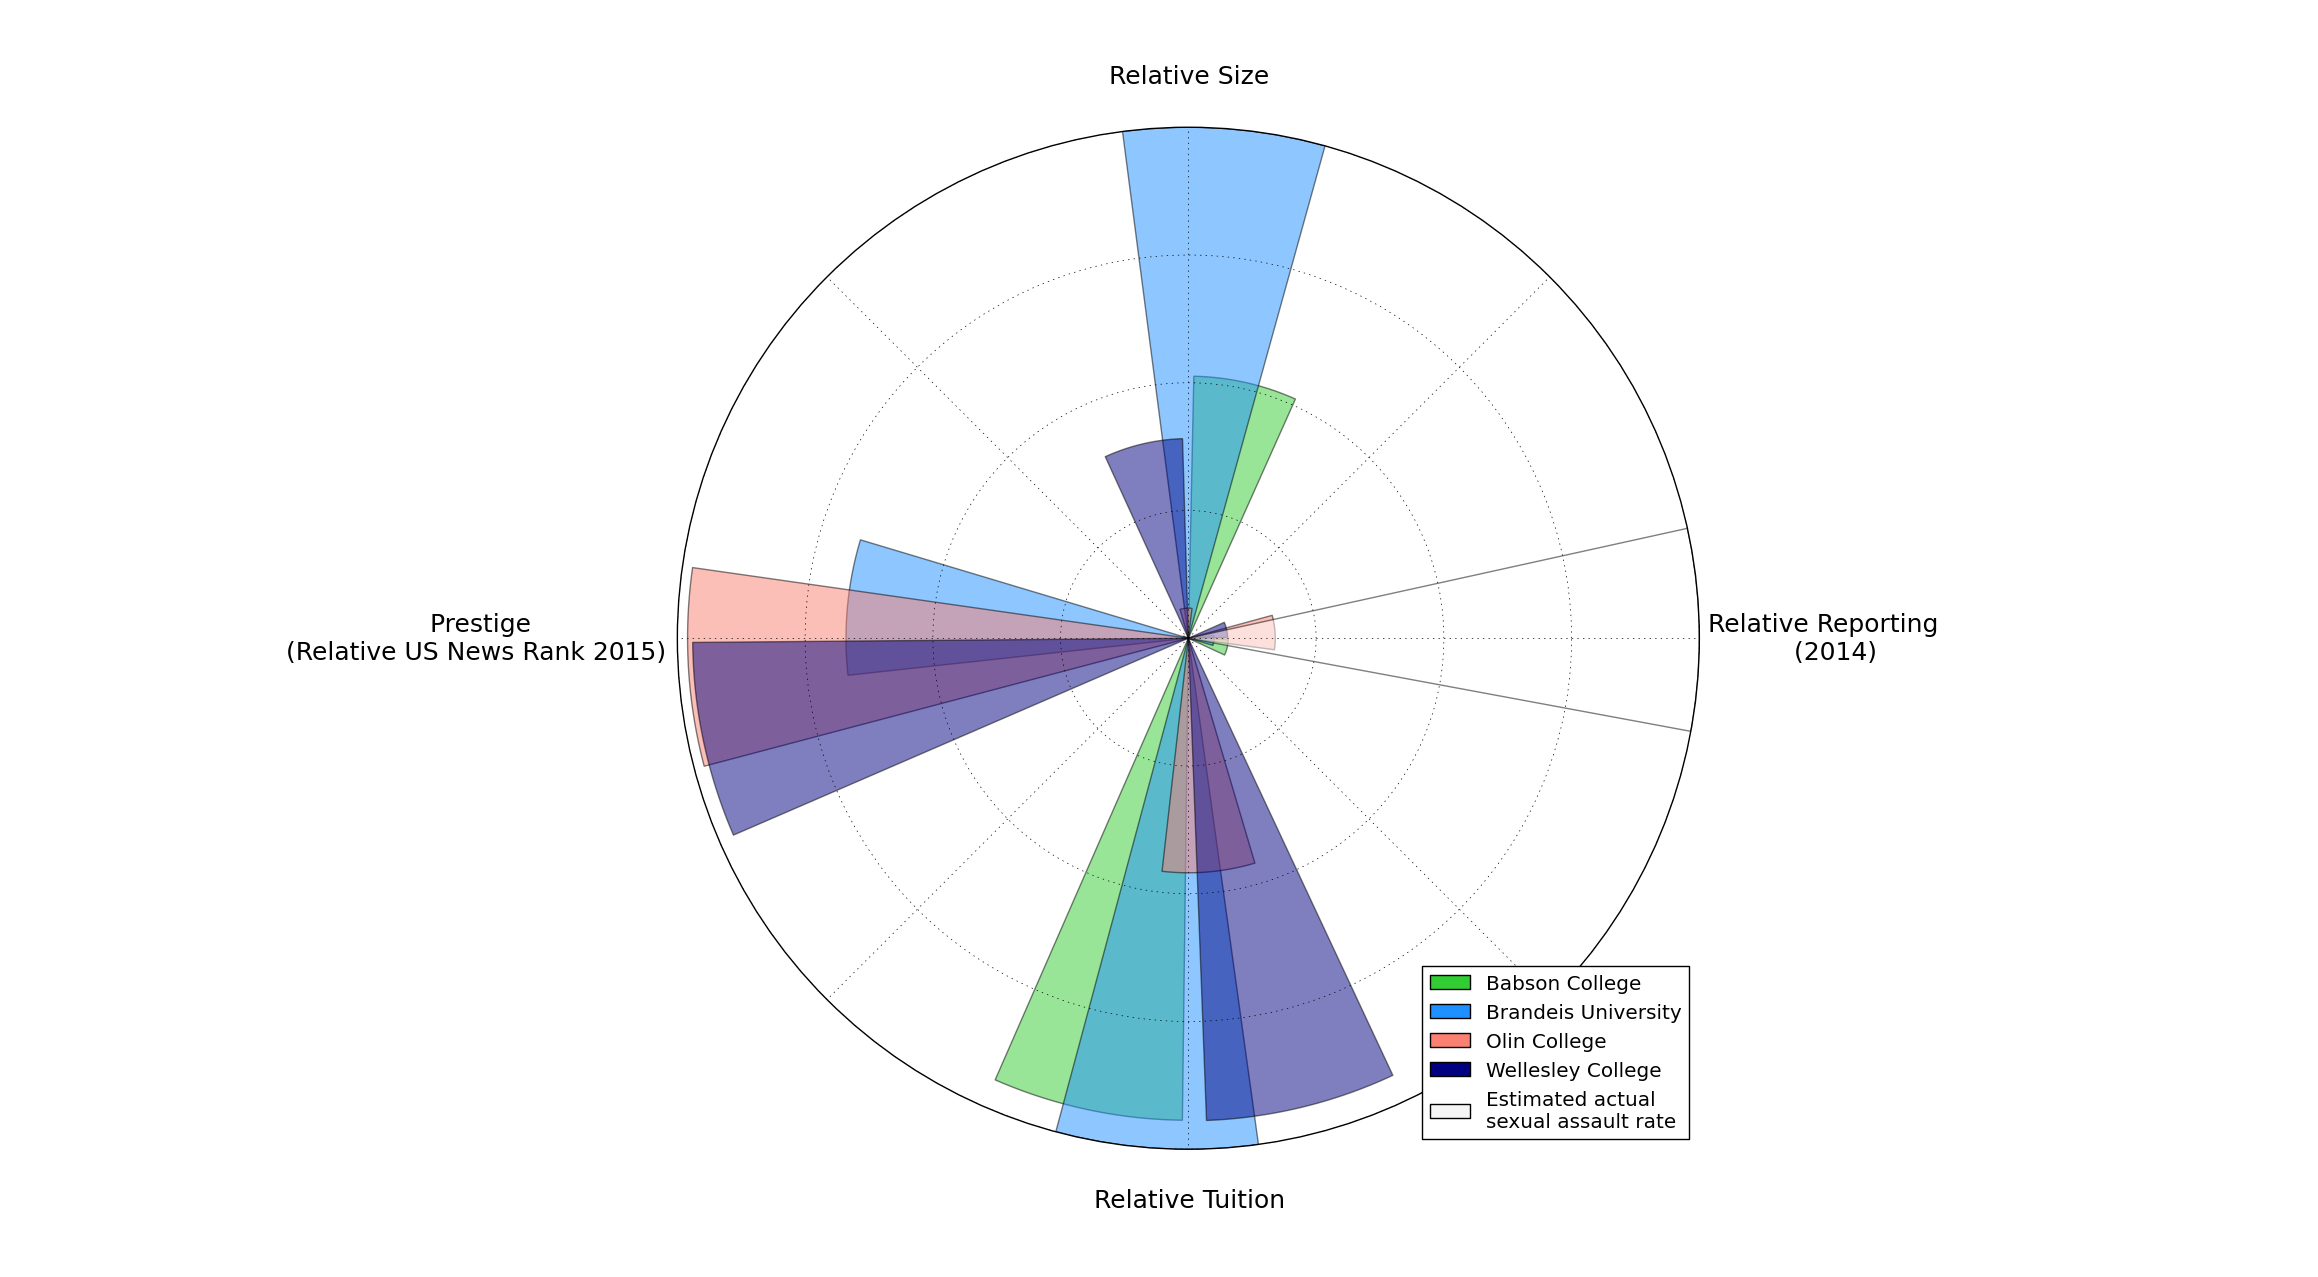 Relative Size
Prestige
(Relative US News Rank 2015)
Relative Reporting
(2014)
Relative Tuition
Babson College
Brandeis University
Olin College
Wellesley College
Estimated actual
sexual assault rate